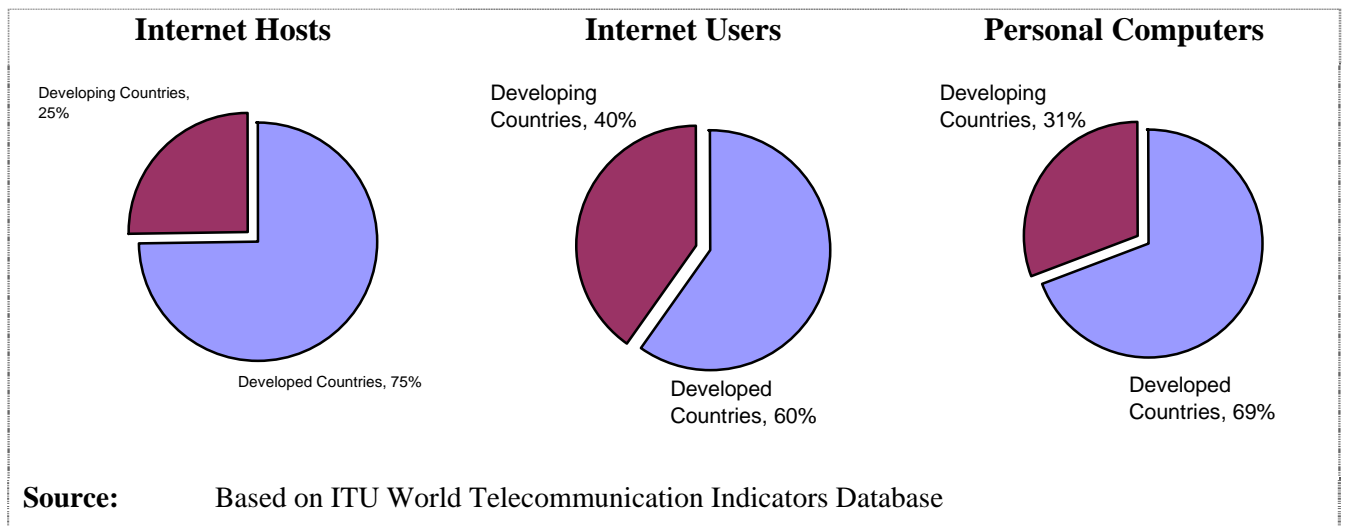 Internet Hosts
Developing Countries,
25%
Developed Countries, 75%
Internet Users
Developing
Countries, 40%
Developed
Countries, 60%
Personal Computers
Developing
Countries, 31%
Developed
Countries, 69%
Source: Based on ITU World Telecommunication Indicators Database